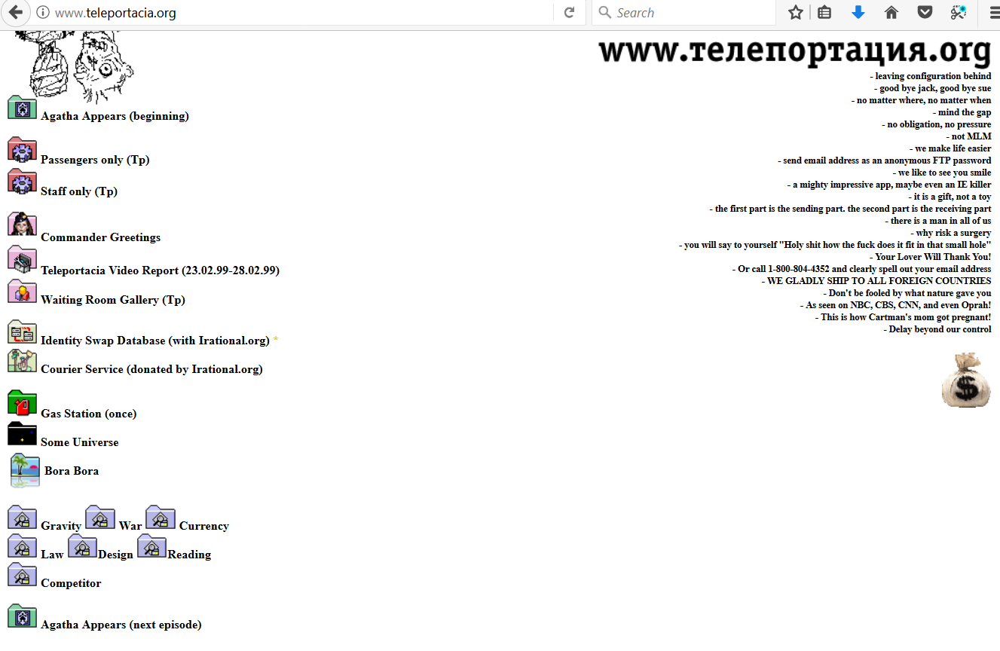 www.teleportacia.org
Search
www.телепортация.org
- leaving configuration behind
- good bye jack, good bye sue
- no matter where, no matter when
- mind the gap
- no obligation, no pressure
- not MLM
- we make life easier
- send email address as an anonymous FTP password
- we like to see you smile
- a mighty impressive app, maybe even an IE killer
- it is a gift, not a toy
- the first part is the sending part. the second part is the receiving part
- there is a man in all of us
- why risk a surgery
- you will say to yourself "Holy shit how the fuck does it fit in that small hole"
- Your Lover Will Thank You!
- Or call 1-800-804-4352 and clearly spell out your email address
- WE GLADLY SHIP TO ALL FOREIGN COUNTRIES
- Don't be fooled by what nature gave you
- As seen on NBC, CBS, CNN, and even Oprah!
- This is how Cartman's mom got pregnant!
- Delay beyond our control
$
Agatha Appears (beginning)
Passengers only (Tp)
Staff only (Tp)
Commander Greetings
Teleportacia Video Report (23.02.99-28.02.99)
Waiting Room Gallery (Tp)
Identity Swap Database (with Irational.org) *
Courier Service (donated by Irational.org)
Gas Station (once)
Some Universe
Bora Bora
Gravity War Currency
Law Design Reading
Competitor
Agatha Appears (next episode)